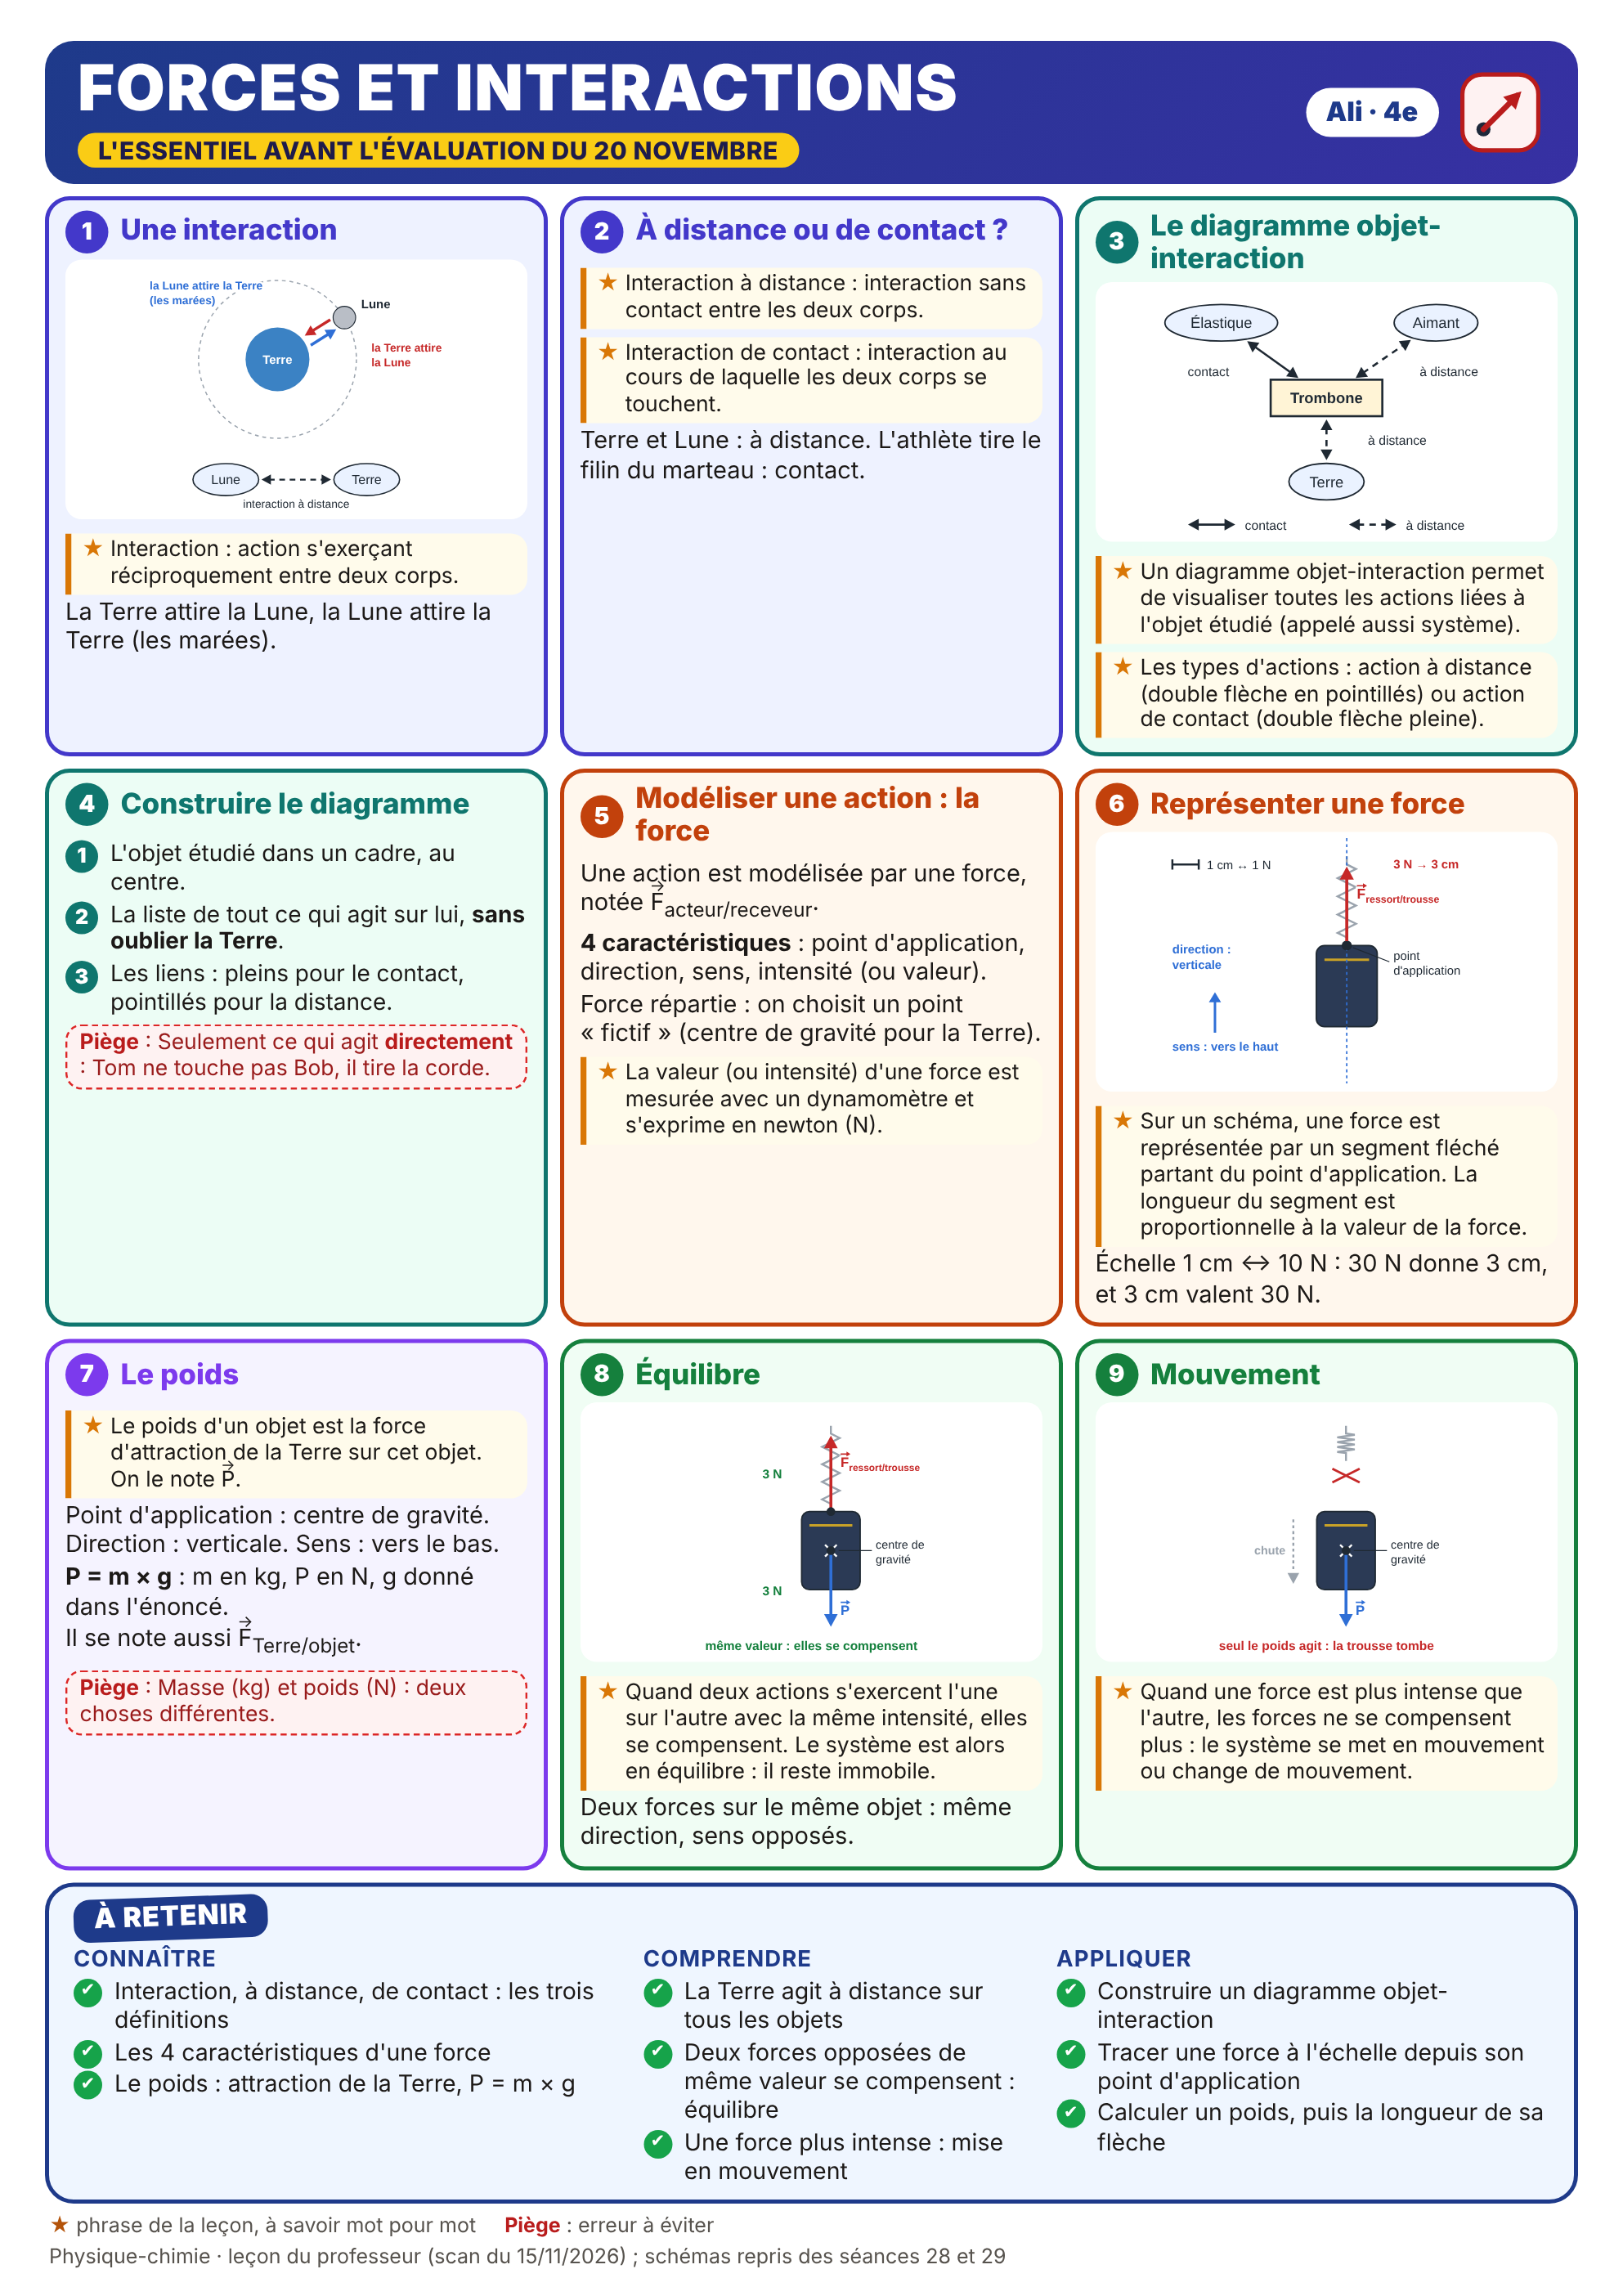 FORCES ET INTERACTIONS
L'ESSENTIEL AVANT L'ÉVALUATION DU 20 NOVEMBRE
Ali · 4e
1 Une interaction
la Lune attire la Terre
(les marées)
Lune
Terre
la Terre attire
la Lune
Lune
Terre
interaction à distance
★ Interaction : action s'exerçant
réciproquement entre deux corps.
La Terre attire la Lune, la Lune attire la
Terre (les marées).
2 À distance ou de contact ?
★ Interaction à distance : interaction sans
contact entre les deux corps.
★ Interaction de contact : interaction au
cours de laquelle les deux corps se
touchent.
Terre et Lune : à distance. L'athlète tire le
filin du marteau : contact.
3 Le diagramme objet-
interaction
Élastique
Aimant
contact
à distance
Trombone
à distance
Terre
contact
à distance
★ Un diagramme objet-interaction permet
de visualiser toutes les actions liées à
l'objet étudié (appelé aussi système).
★ Les types d'actions : action à distance
(double flèche en pointillés) ou action
de contact (double flèche pleine).
4 Construire le diagramme
1 L'objet étudié dans un cadre, au
centre.
2 La liste de tout ce qui agit sur lui, sans
oublier la Terre.
3 Les liens : pleins pour le contact,
pointillés pour la distance.
Piège : Seulement ce qui agit directement
: Tom ne touche pas Bob, il tire la corde.
5 Modéliser une action : la
force
Une action est modélisée par une force,
notée F⃗acteur/receveur.
4 caractéristiques : point d'application,
direction, sens, intensité (ou valeur).
Force répartie : on choisit un point
« fictif » (centre de gravité pour la Terre).
★ La valeur (ou intensité) d'une force est
mesurée avec un dynamomètre et
s'exprime en newton (N).
6 Représenter une force
1 cm ↔ 1 N
3 N → 3 cm
F⃗ressort/trousse
direction :
verticale
point
d'application
sens : vers le haut
★ Sur un schéma, une force est
représentée par un segment fléché
partant du point d'application. La
longueur du segment est
proportionnelle à la valeur de la force.
Échelle 1 cm ↔ 10 N : 30 N donne 3 cm,
et 3 cm valent 30 N.
7 Le poids
★ Le poids d'un objet est la force
d'attraction de la Terre sur cet objet.
On le note P⃗.
Point d'application : centre de gravité.
Direction : verticale. Sens : vers le bas.
P = m × g : m en kg, P en N, g donné
dans l'énoncé.
Il se note aussi F⃗Terre/objet.
Piège : Masse (kg) et poids (N) : deux
choses différentes.
8 Équilibre
F⃗ressort/trousse
3 N
centre de
gravité
3 N
P⃗
même valeur : elles se compensent
★ Quand deux actions s'exercent l'une
sur l'autre avec la même intensité, elles
se compensent. Le système est alors
en équilibre : il reste immobile.
Deux forces sur le même objet : même
direction, sens opposés.
9 Mouvement
chute
centre de
gravité
P⃗
seul le poids agit : la trousse tombe
★ Quand une force est plus intense que
l'autre, les forces ne se compensent
plus : le système se met en mouvement
ou change de mouvement.
À RETENIR
CONNAÎTRE
✔ Interaction, à distance, de contact : les trois
définitions
✔ Les 4 caractéristiques d'une force
✔ Le poids : attraction de la Terre, P = m × g
COMPRENDRE
✔ La Terre agit à distance sur
tous les objets
✔ Deux forces opposées de
même valeur se compensent :
équilibre
✔ Une force plus intense : mise
en mouvement
APPLIQUER
✔ Construire un diagramme objet-
interaction
✔ Tracer une force à l'échelle depuis son
point d'application
✔ Calculer un poids, puis la longueur de sa
flèche
★ phrase de la leçon, à savoir mot pour mot Piège : erreur à éviter
Physique-chimie · leçon du professeur (scan du 15/11/2026) ; schémas repris des séances 28 et 29